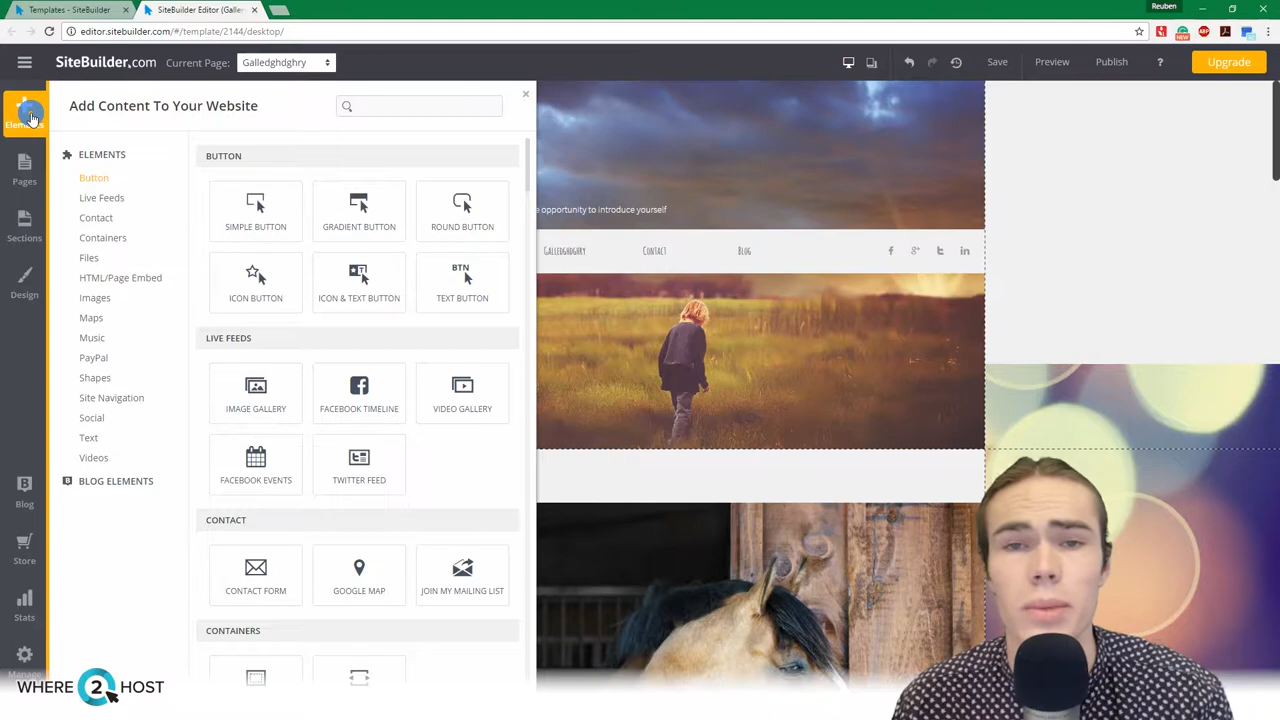 Templates - SiteBuilder
SiteBuilder Editor (Galler
Reuben
editor.sitebuilder.com/#/template/2144/desktop/
NEW
ABP
SiteBuilder.com
Current Page:
Galledghdghry
Save
Preview
Publish
?
Upgrade
Elements
Pages
Sections
Design
Blog
Store
Stats
Manage
Add Content To Your Website
ELEMENTS
Button
Live Feeds
Contact
Containers
Files
HTML/Page Embed
Images
Maps
Music
PayPal
Shapes
Site Navigation
Social
Text
Videos
BLOG ELEMENTS
BUTTON
SIMPLE BUTTON
GRADIENT BUTTON
ROUND BUTTON
ICON BUTTON
ICON & TEXT BUTTON
BTN
TEXT BUTTON
LIVE FEEDS
IMAGE GALLERY
FACEBOOK TIMELINE
VIDEO GALLERY
FACEBOOK EVENTS
TWITTER FEED
CONTACT
CONTACT FORM
GOOGLE MAP
JOIN MY MAILING LIST
CONTAINERS
e opportunity to introduce yourself
Galledghdghry
Contact
Blog
WHERE 2 HOST